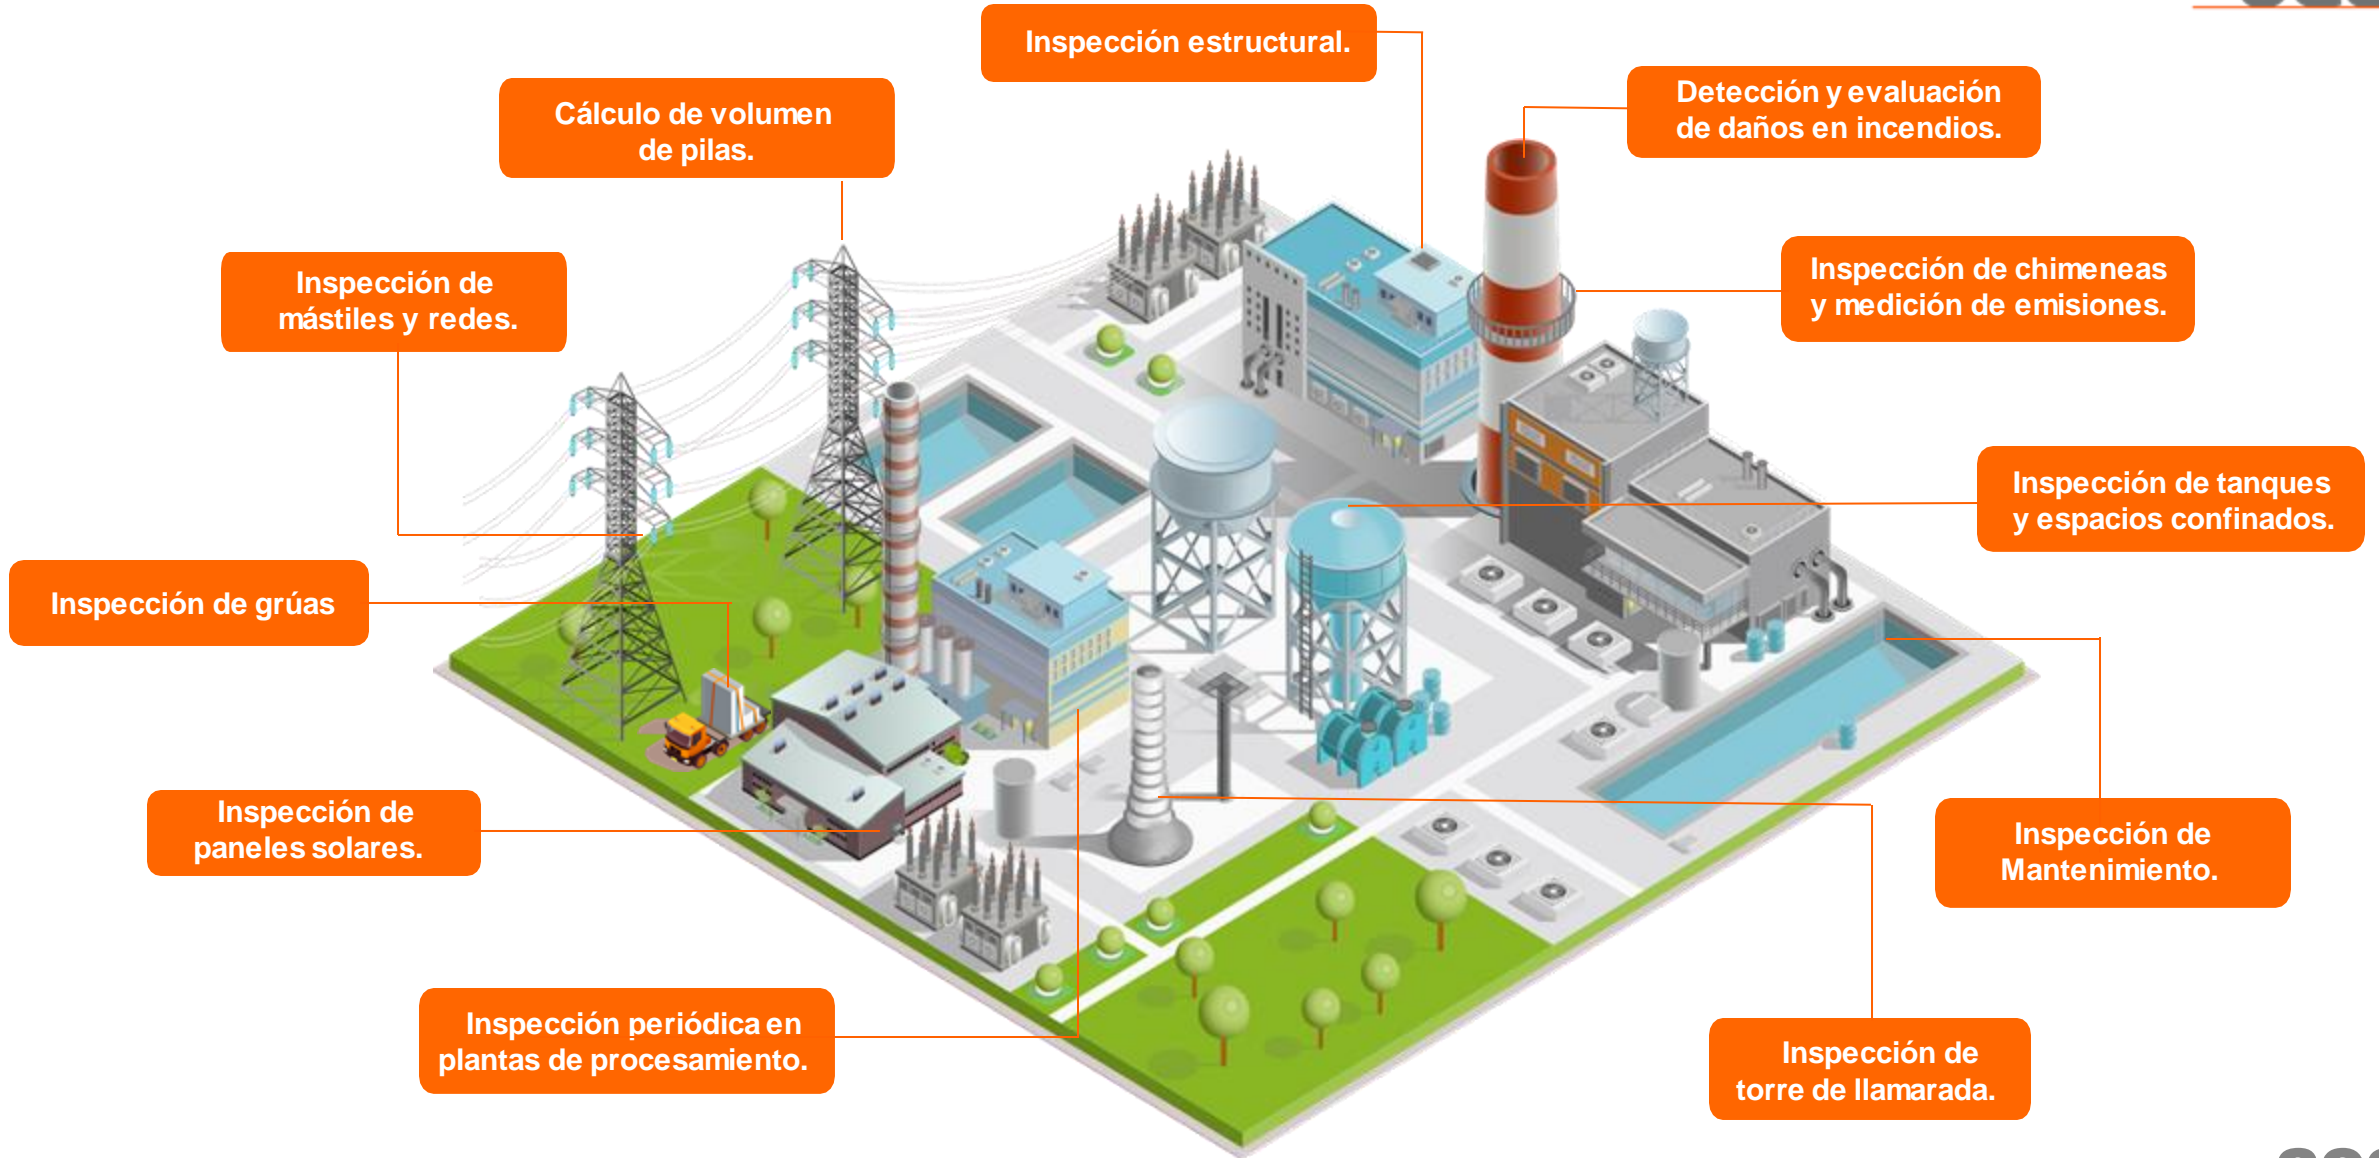 Inspección estructural.
Detección y evaluación
de daños en incendios.
Cálculo de volumen
de pilas.
Inspección de chimeneas
y medición de emisiones.
Inspección de
mástiles y redes.
Inspección de tanques
y espacios confinados.
Inspección de grúas
Inspección de
paneles solares.
Inspección de
Mantenimiento.
Inspección periódica en
plantas de procesamiento.
Inspección de
torre de llamarada.